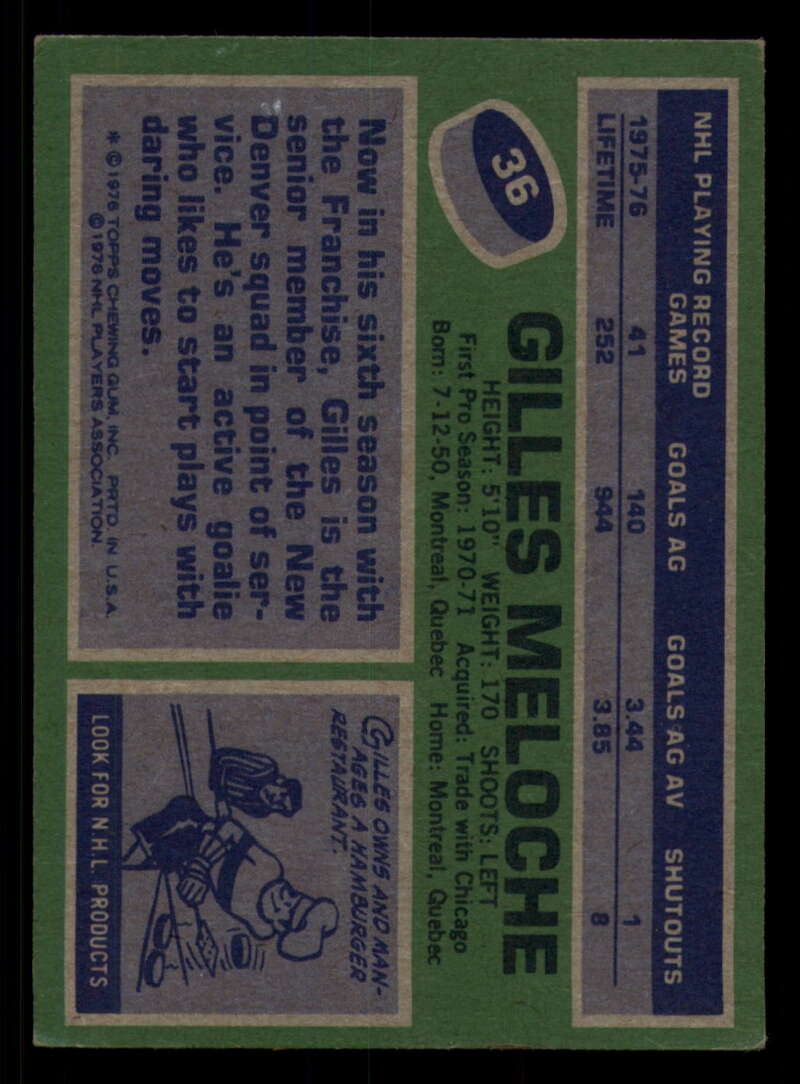 NHL PLAYING RECORD
GAMES GOALS AG GOALS AG AV SHUTOUTS
1975-76 41 140 3.44 1
LIFETIME 252 944 3.85 8
36
GILLES MELOCHE
HEIGHT: 5'10" WEIGHT: 170 SHOOTS: LEFT
First Pro Season: 1970-71 Acquired: Trade with Chicago
Born: 7-12-50, Montreal, Quebec Home: Montreal, Quebec
Now in his sixth season with
the Franchise, Gilles is the
senior member of the New
Denver squad in point of ser-
vice. He's an active goalie
who likes to start plays with
daring moves.
* © 1976 TOPPS CHEWING GUM, INC. PRTD. IN U.S.A.
© 1976 NHL PLAYERS ASSOCIATION.
GILLES OWNS AND MAN-
AGES A HAMBURGER
RESTAURANT.
LOOK FOR N.H.L. PRODUCTS